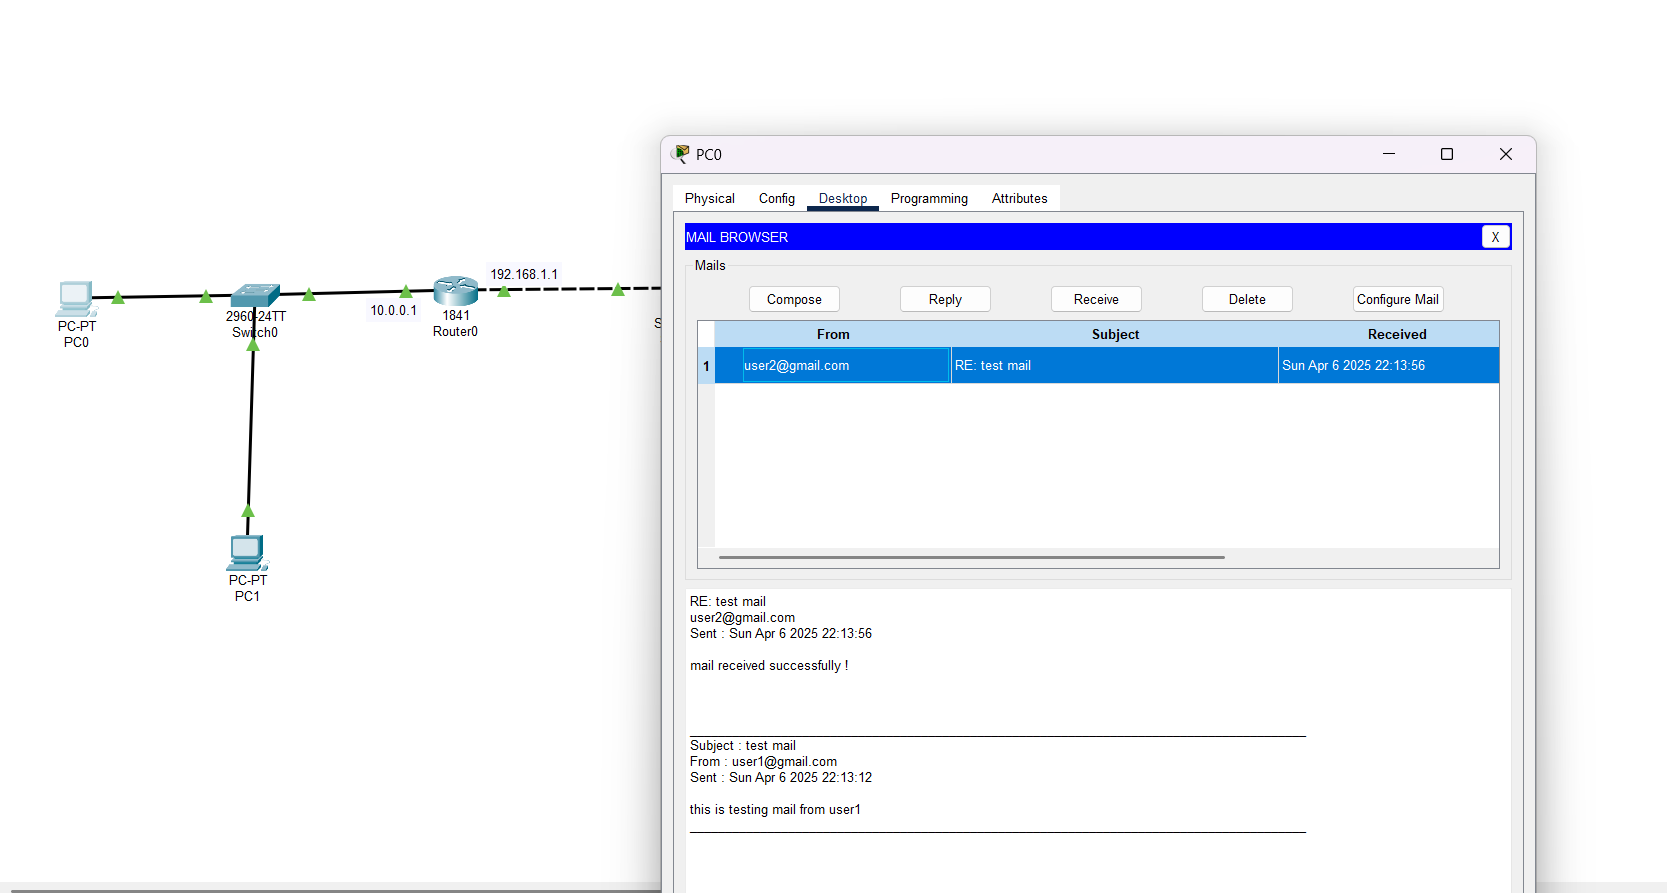 PC0
Physical Config Desktop Programming Attributes
MAIL BROWSER X
Mails
Compose Reply Receive Delete Configure Mail
From Subject Received
1 user2@gmail.com RE: test mail Sun Apr 6 2025 22:13:56
RE: test mail
user2@gmail.com
Sent : Sun Apr 6 2025 22:13:56
mail received successfully !
Subject : test mail
From : user1@gmail.com
Sent : Sun Apr 6 2025 22:13:12
this is testing mail from user1
192.168.1.1
10.0.0.1
PC-PT
PC0
2960-24TT
Switch0
1841
Router0
S
PC-PT
PC1